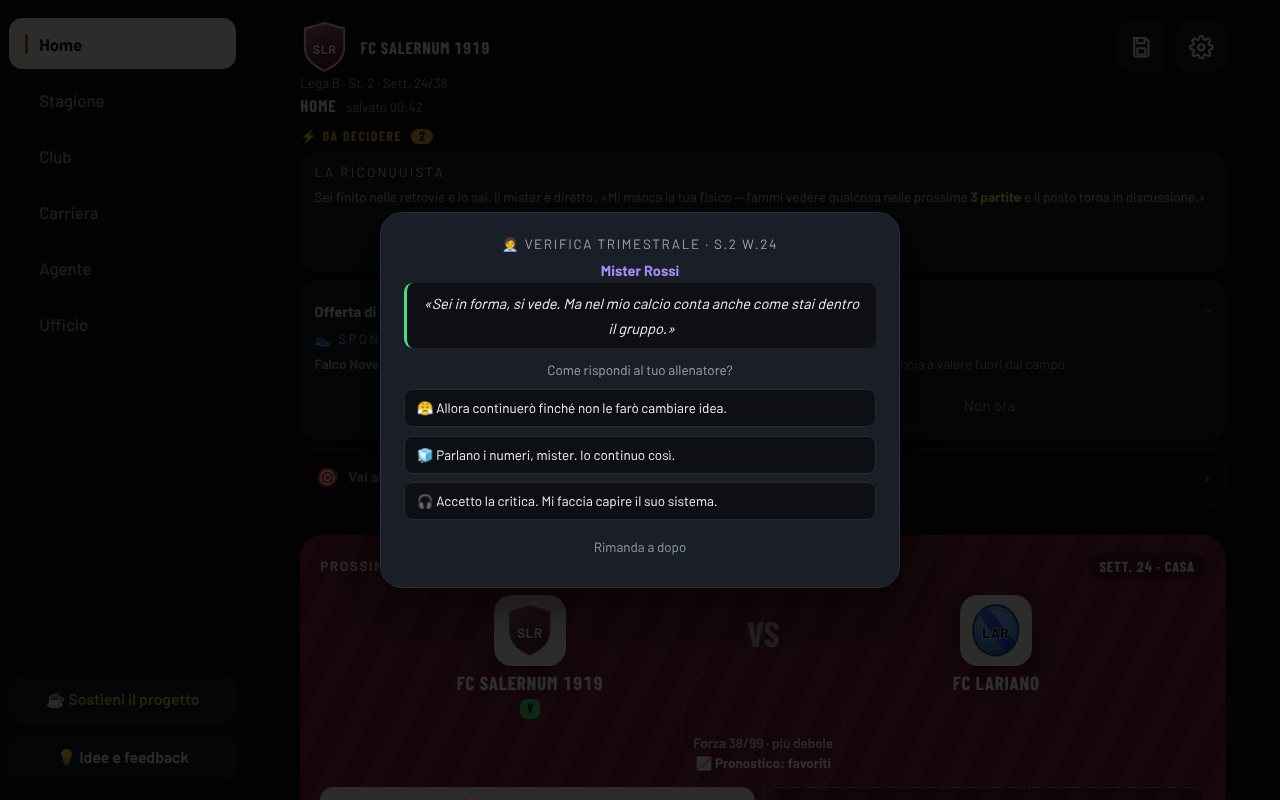 Home
Stagione
Club
Carriera
Agente
Ufficio
☕ Sostieni il progetto
💡 Idee e feedback
SLR
FC SALERNUM 1919
Lega B · St. 2 · Sett. 24/38
HOME salvato 00:42
⚡ DA DECIDERE 2
LA RICONQUISTA
Sei finito nelle retrovie e lo sai. Il mister è diretto: «Mi manca la tua fisico — fammi vedere qualcosa nelle prossime 3 partite e il posto torna in discussione.»
🧑‍💼 VERIFICA TRIMESTRALE · S.2 W.24
Mister Rossi
«Sei in forma, si vede. Ma nel mio calcio conta anche come stai dentro
il gruppo.»
Come rispondi al tuo allenatore?
😤 Allora continuerò finché non le farò cambiare idea.
🧊 Parlano i numeri, mister. Io continuo così.
🎧 Accetto la critica. Mi faccia capire il suo sistema.
Rimanda a dopo
Offerta di
Falco a valere fuori dal campo.
Non ora
🎯 Vai ›
SETT. 24 · CASA
SLR
VS
LAR
FC SALERNUM 1919
FC LARIANO
V
Forza 38/99 · più debole
📈 Pronostico: favoriti